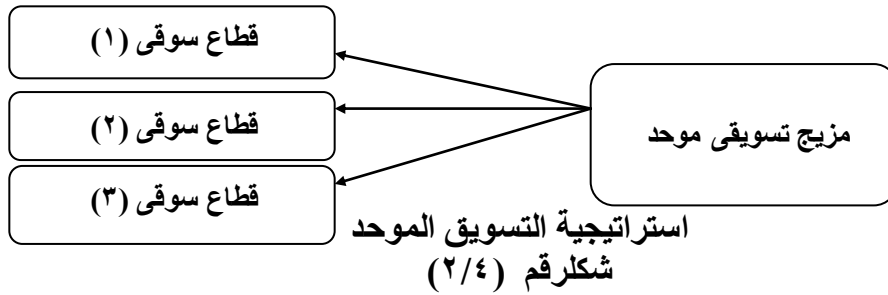 قطاع سوقى (١)
قطاع سوقى (٢)
قطاع سوقى (٣)
مزيج تسويقى موحد
استراتيجية التسويق الموحد
شكلرقم (٢/٤)